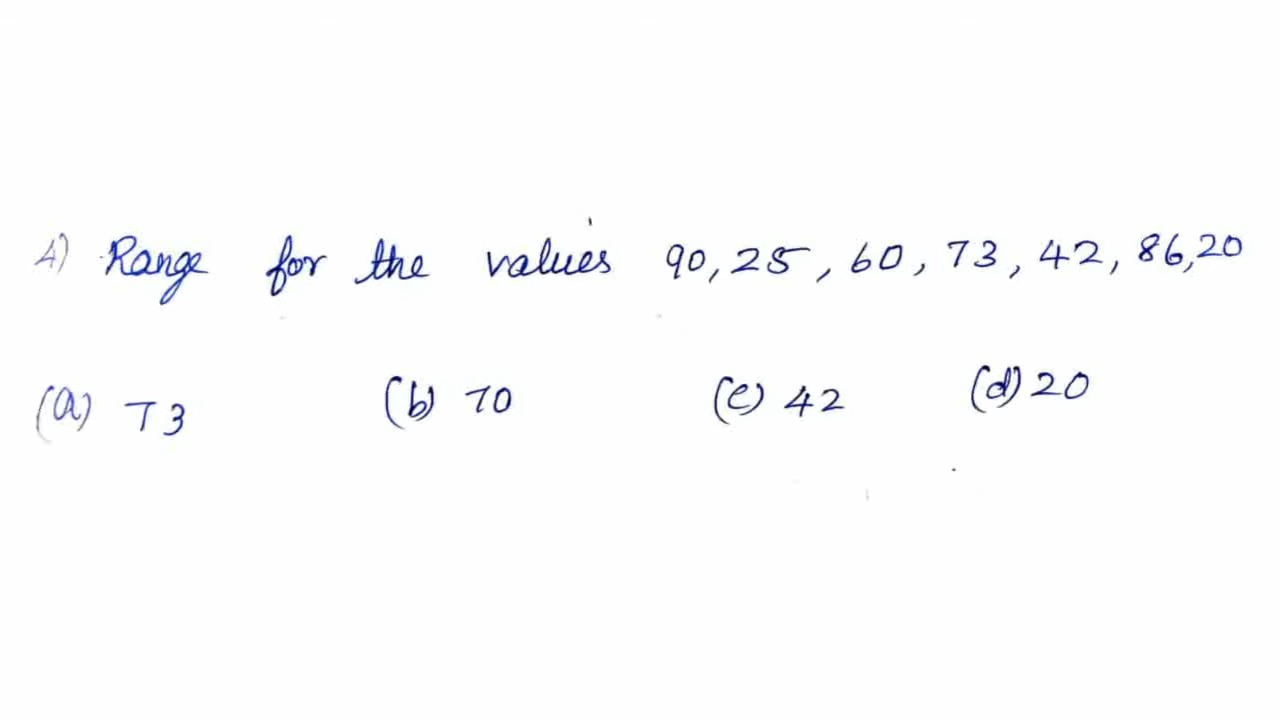 4) Range for the values 90, 25, 60, 73, 42, 86, 20
(a) 73 (b) 70 (c) 42 (d) 20